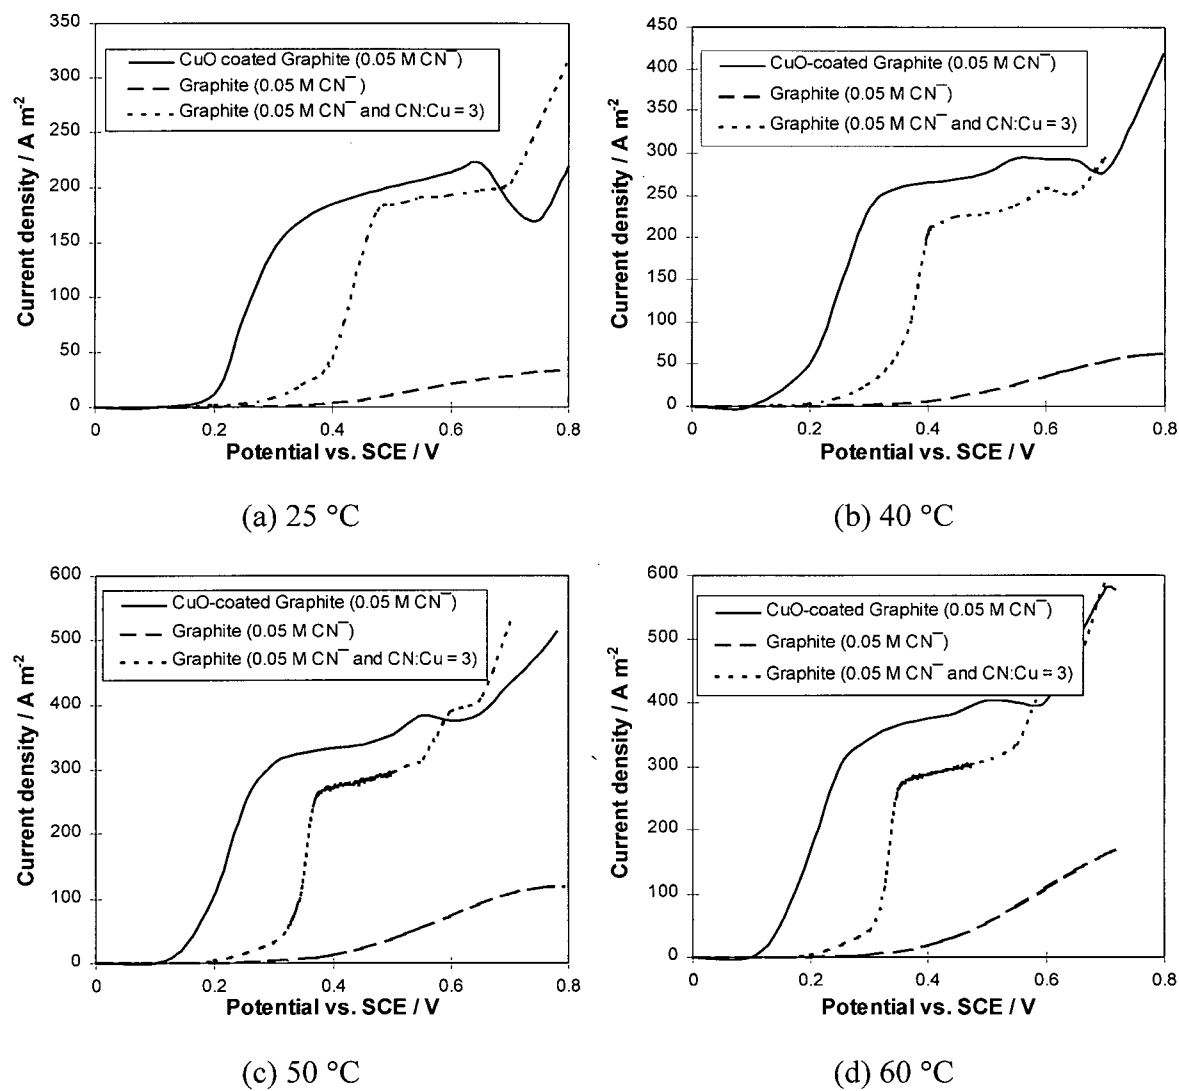 350
300
250
200
150
100
50
0
Current density / A m⁻²
CuO coated Graphite (0.05 M CN⁻)
Graphite (0.05 M CN⁻)
Graphite (0.05 M CN⁻ and CN:Cu = 3)
0 0.2 0.4 0.6 0.8
Potential vs. SCE / V
(a) 25 °C
450
400
350
300
250
200
150
100
50
0
Current density / A m⁻²
CuO-coated Graphite (0.05 M CN⁻)
Graphite (0.05 M CN⁻)
Graphite (0.05 M CN⁻ and CN:Cu = 3)
0 0.2 0.4 0.6 0.8
Potential vs. SCE / V
(b) 40 °C
600
500
400
300
200
100
0
Current density / A m⁻²
CuO-coated Graphite (0.05 M CN⁻)
Graphite (0.05 M CN⁻)
Graphite (0.05 M CN⁻ and CN:Cu = 3)
0 0.2 0.4 0.6 0.8
Potential vs. SCE / V
(c) 50 °C
600
500
400
300
200
100
0
Current density / A m⁻²
CuO-coated Graphite (0.05 M CN⁻)
Graphite (0.05 M CN⁻)
Graphite (0.05 M CN⁻ and CN:Cu = 3)
0 0.2 0.4 0.6 0.8
Potential vs. SCE / V
(d) 60 °C